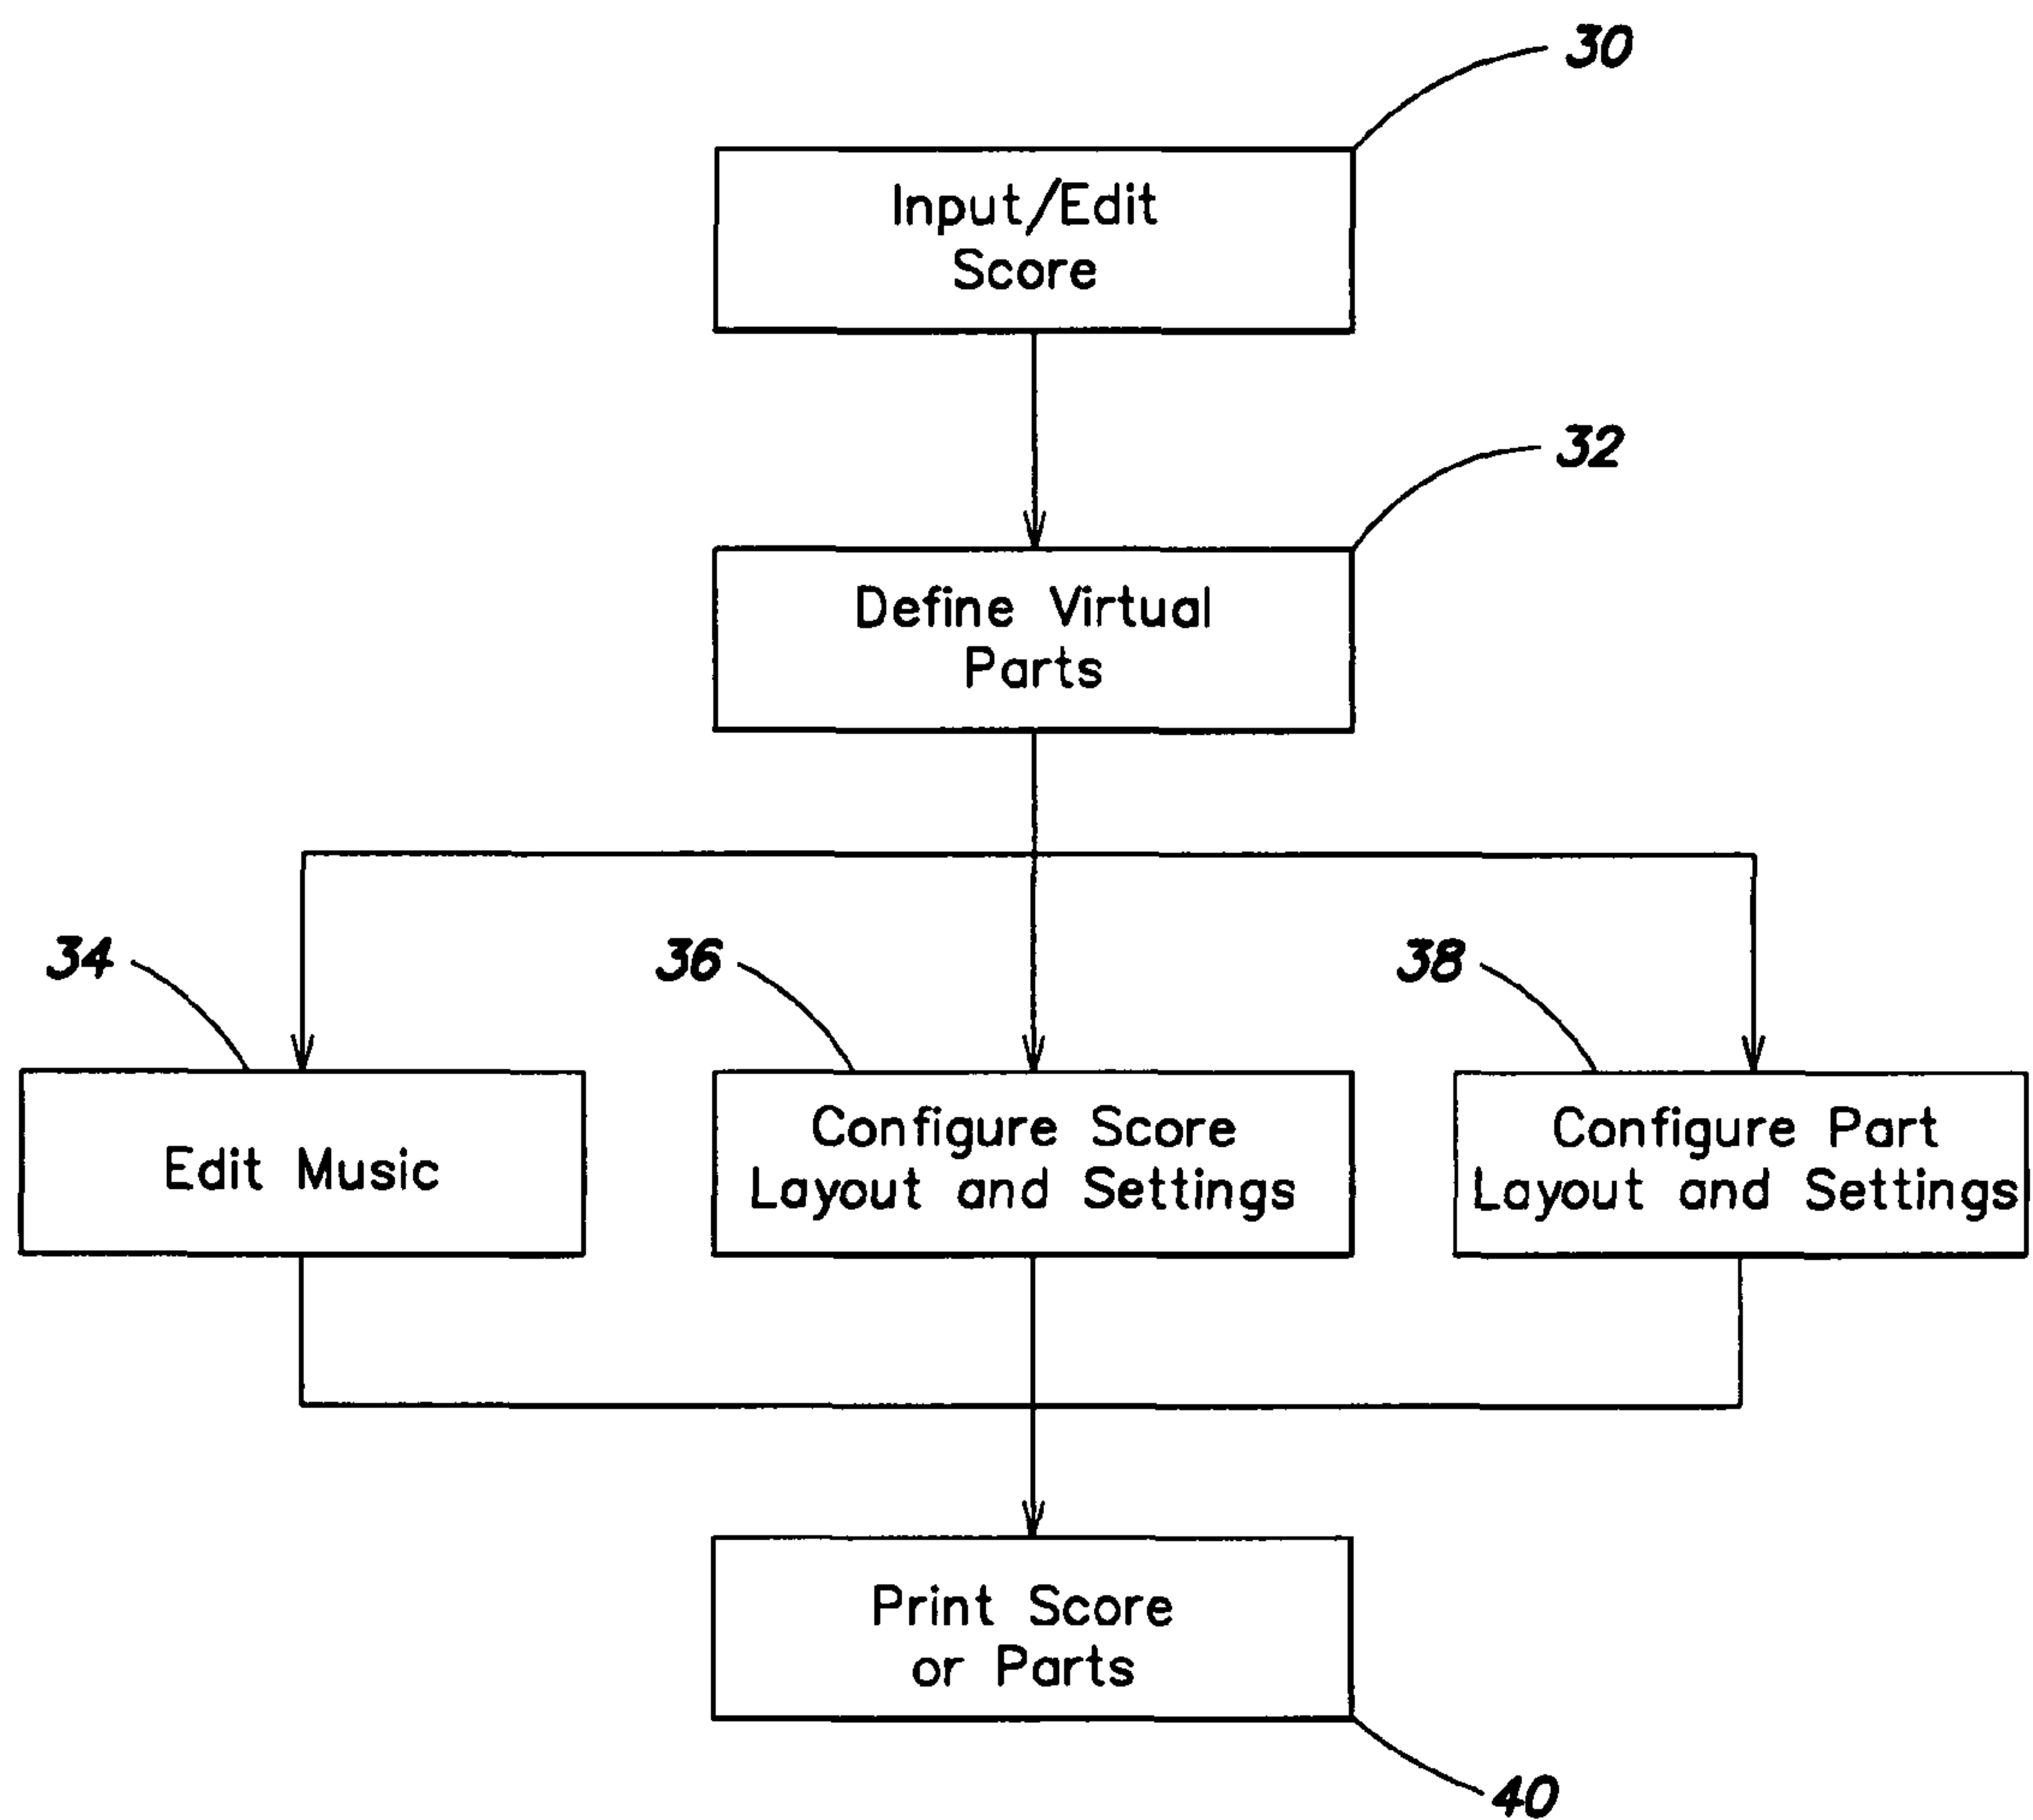 30
Input/Edit
Score
32
Define Virtual
Parts
34
36
38
Edit Music
Configure Score
Layout and Settings
Configure Part
Layout and Settings
Print Score
or Parts
40